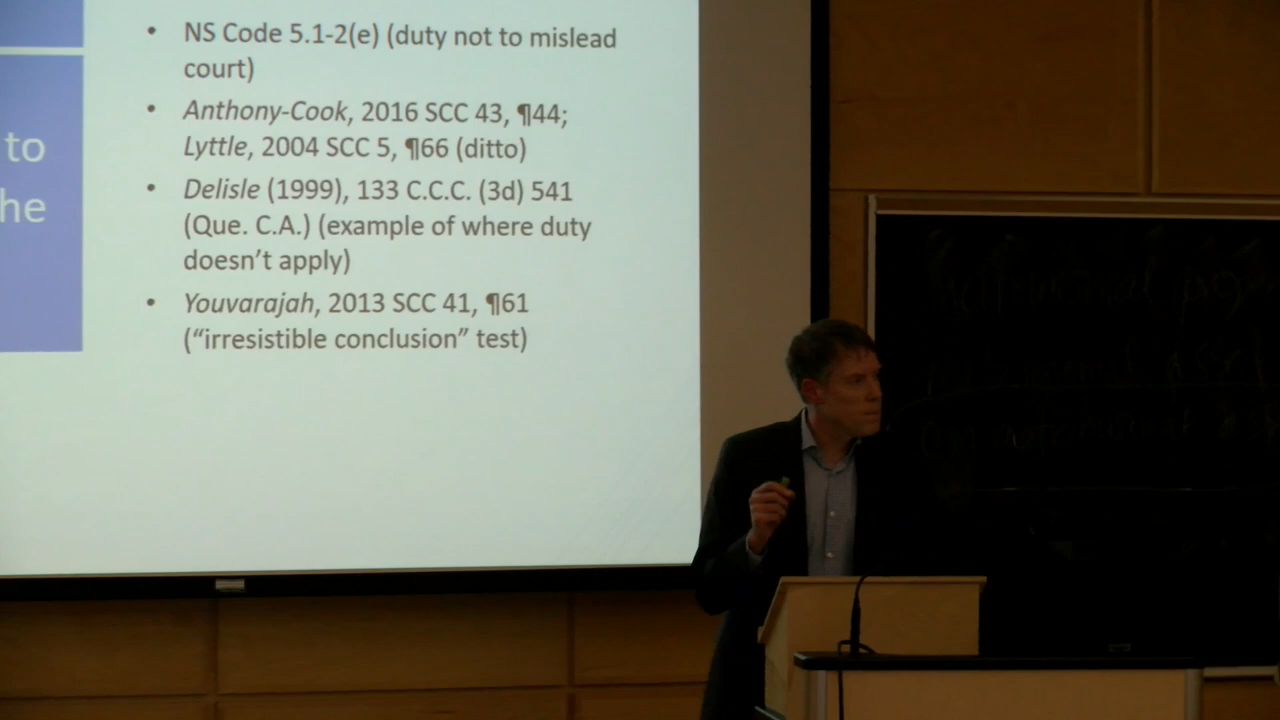 to
he
• NS Code 5.1-2(e) (duty not to mislead
court)
• Anthony-Cook, 2016 SCC 43, ¶44;
Lyttle, 2004 SCC 5, ¶66 (ditto)
• Delisle (1999), 133 C.C.C. (3d) 541
(Que. C.A.) (example of where duty
doesn’t apply)
• Youvarajah, 2013 SCC 41, ¶61
(“irresistible conclusion” test)